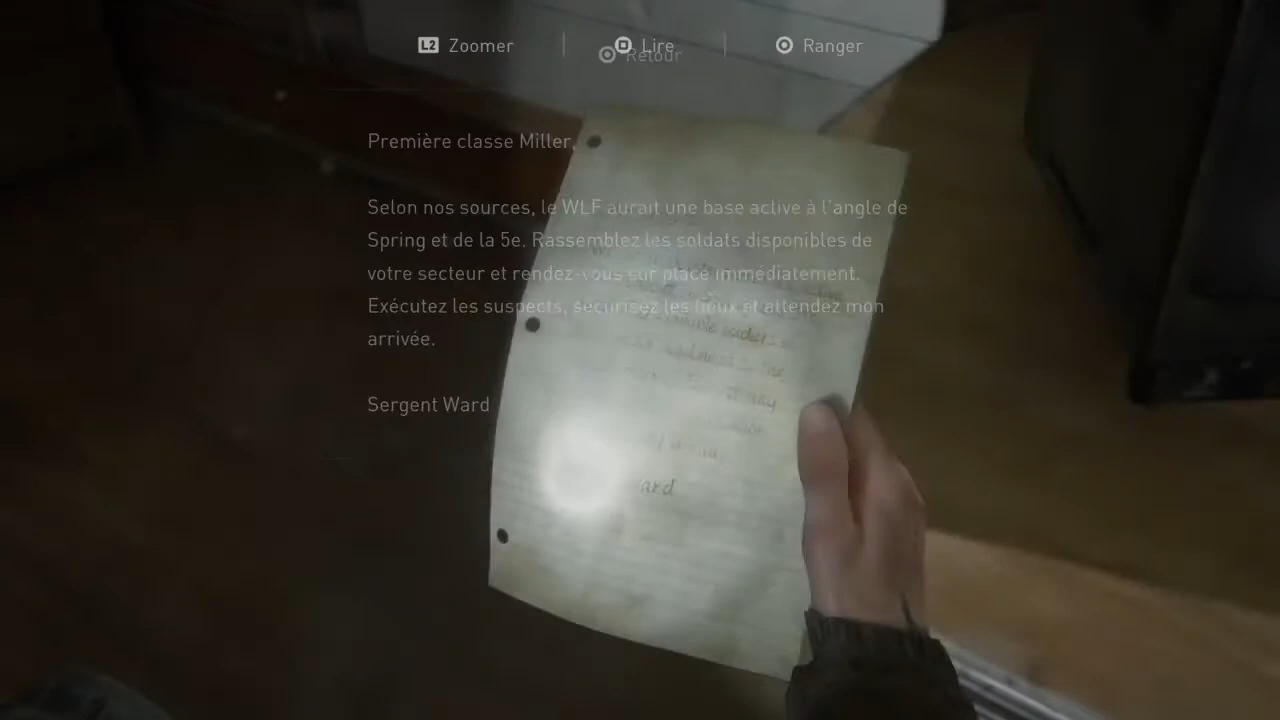 L2 Zoomer
Lire
Ranger
Retour
Première classe Miller,
Selon nos sources, le WLF aurait une base active à l'angle de
Spring et de la 5e. Rassemblez les soldats disponibles de
votre secteur et rendez-vous sur place immédiatement.
Exécutez les suspects, sécurisez les lieux et attendez mon
arrivée.
Sergent Ward